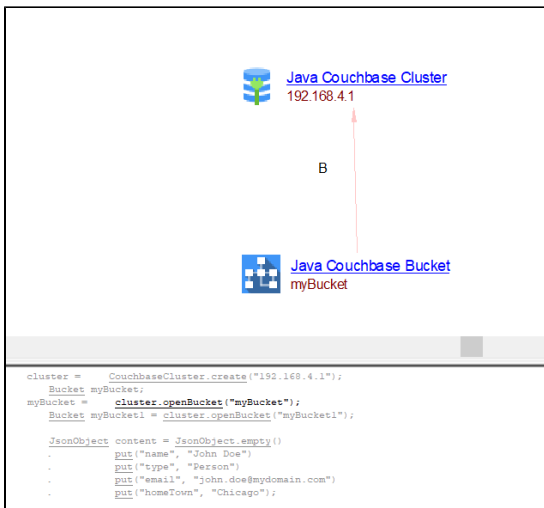 Java Couchbase Cluster
192.168.4.1
B
Java Couchbase Bucket
myBucket
cluster = CouchbaseCluster.create("192.168.4.1");
Bucket myBucket;
myBucket = cluster.openBucket("myBucket");
Bucket myBucket1 = cluster.openBucket("myBucket1");
JsonObject content = JsonObject.empty()
. put("name", "John Doe")
. put("type", "Person")
. put("email", "john.doe@mydomain.com")
. put("homeTown", "Chicago");